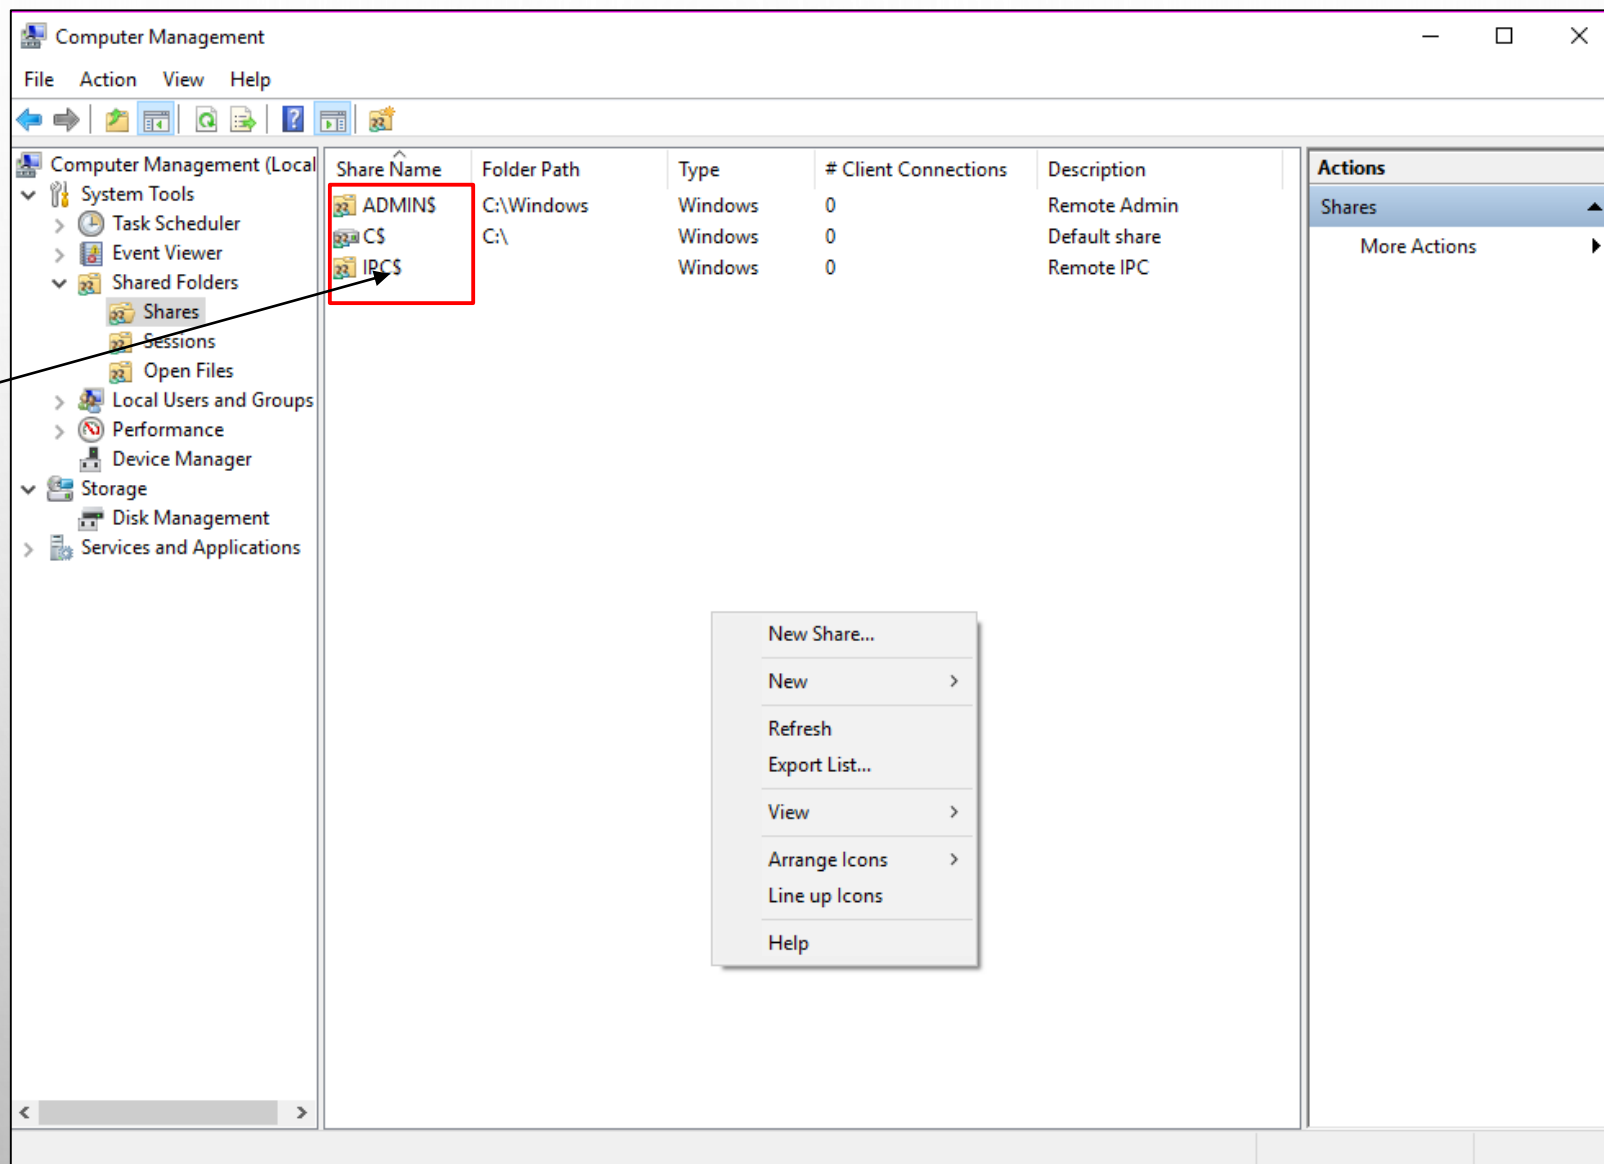 Computer Management
File Action View Help
Computer Management (Local
System Tools
Task Scheduler
Event Viewer
Shared Folders
Shares
Sessions
Open Files
Local Users and Groups
Performance
Device Manager
Storage
Disk Management
Services and Applications
Share Name Folder Path Type # Client Connections Description
ADMIN$ C:\Windows Windows 0 Remote Admin
C$ C:\ Windows 0 Default share
IPC$ Windows 0 Remote IPC
New Share...
New
Refresh
Export List...
View
Arrange Icons
Line up Icons
Help
Actions
Shares
More Actions